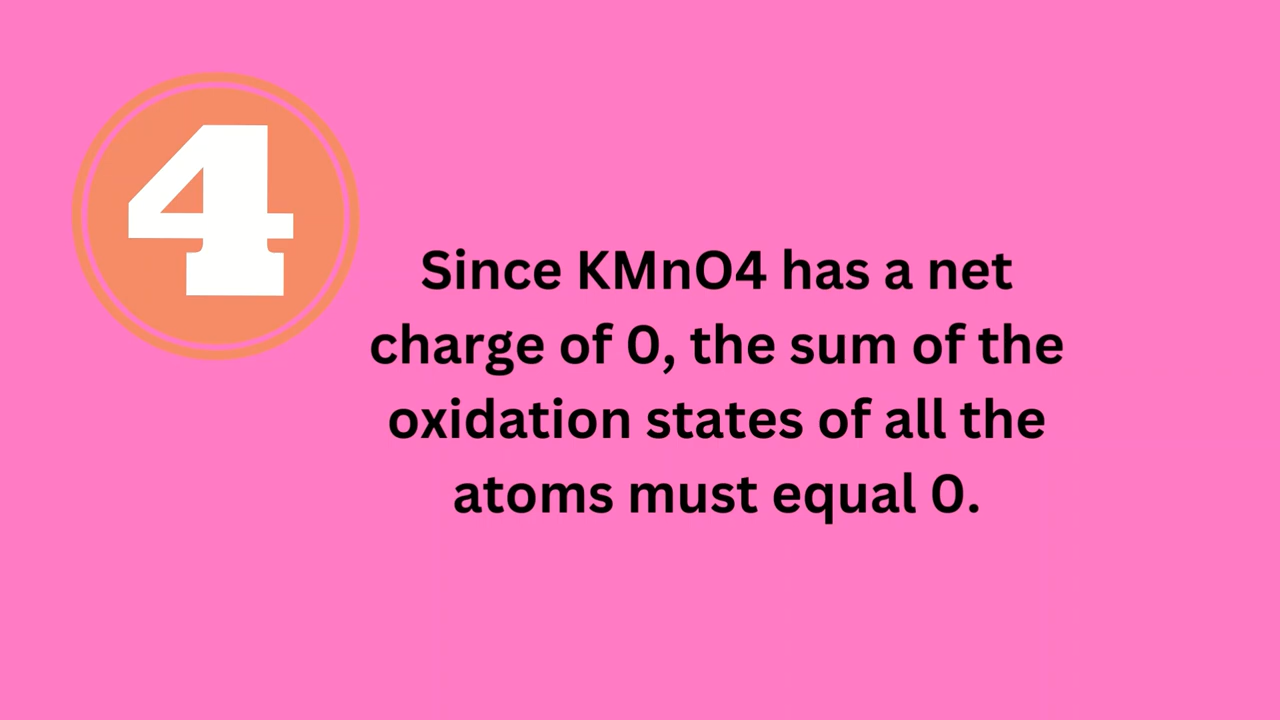 4
Since KMnO4 has a net
charge of 0, the sum of the
oxidation states of all the
atoms must equal 0.